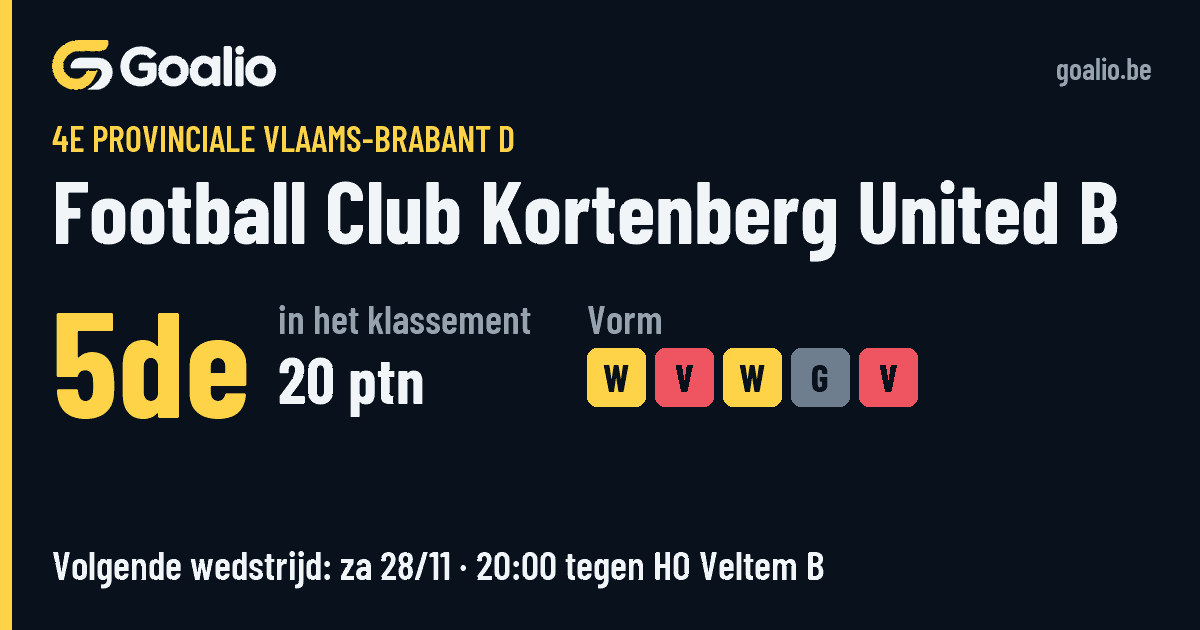 Goalio
goalio.be
4E PROVINCIALE VLAAMS-BRABANT D
Football Club Kortenberg United B
5de
in het klassement
20 ptn
Vorm
W V W G V
Volgende wedstrijd: za 28/11 · 20:00 tegen HO Veltem B